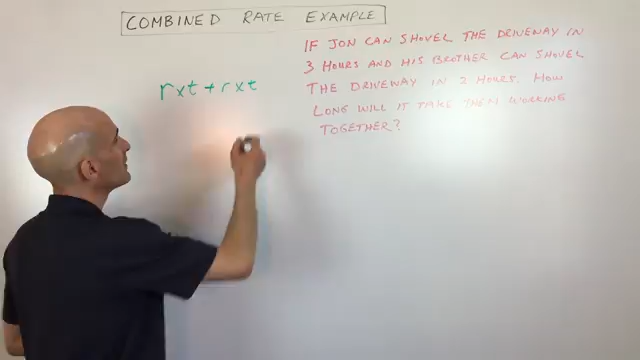 COMBINED RATE EXAMPLE
IF JON CAN SHOVEL THE DRIVEWAY IN
3 HOURS AND HIS BROTHER CAN SHOVEL
THE DRIVEWAY IN 2 HOURS. HOW
LONG WILL IT TAKE THEM WORKING
TOGETHER?
r x t + r x t